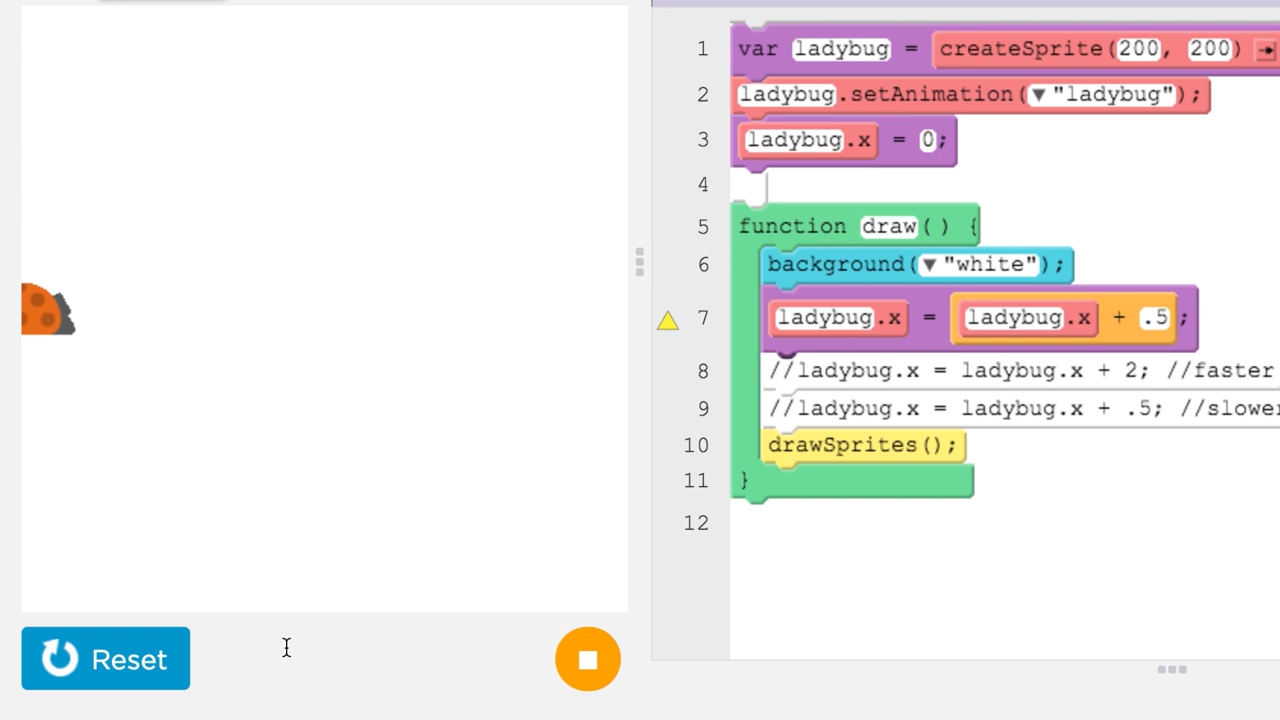 1 var ladybug = createSprite(200, 200)
2 ladybug.setAnimation(▼"ladybug");
3 ladybug.x = 0;
4
5 function draw() {
6 background(▼"white");
7 ladybug.x = ladybug.x + .5;
8 //ladybug.x = ladybug.x + 2; //faster
9 //ladybug.x = ladybug.x + .5; //slower
10 drawSprites();
11 }
12
Reset